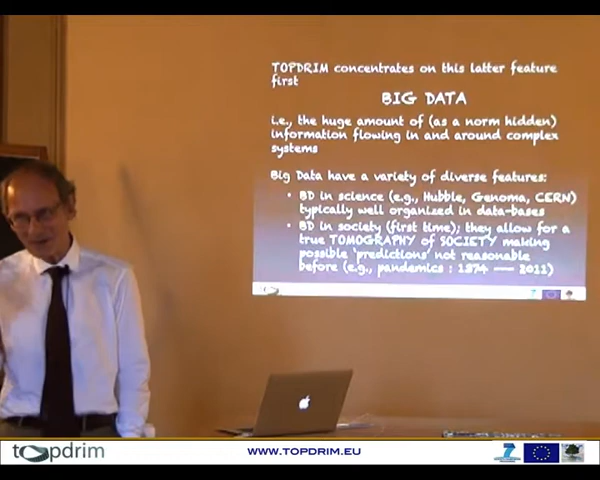 TOPDRIM concentrates on this latter feature
first
BIG DATA
i.e., the huge amount of (as a norm hidden)
information flowing in and around complex
systems
Big Data have a variety of diverse features:
• BD in science (e.g., Hubble, Genoma, CERN)
typically well organized in data-bases
• BD in society (first time); they allow for a
true TOMOGRAPHY of SOCIETY making
possible 'predictions' not reasonable
before (e.g., pandemics : 1874 --- 2011)
topdrim
WWW.TOPDRIM.EU